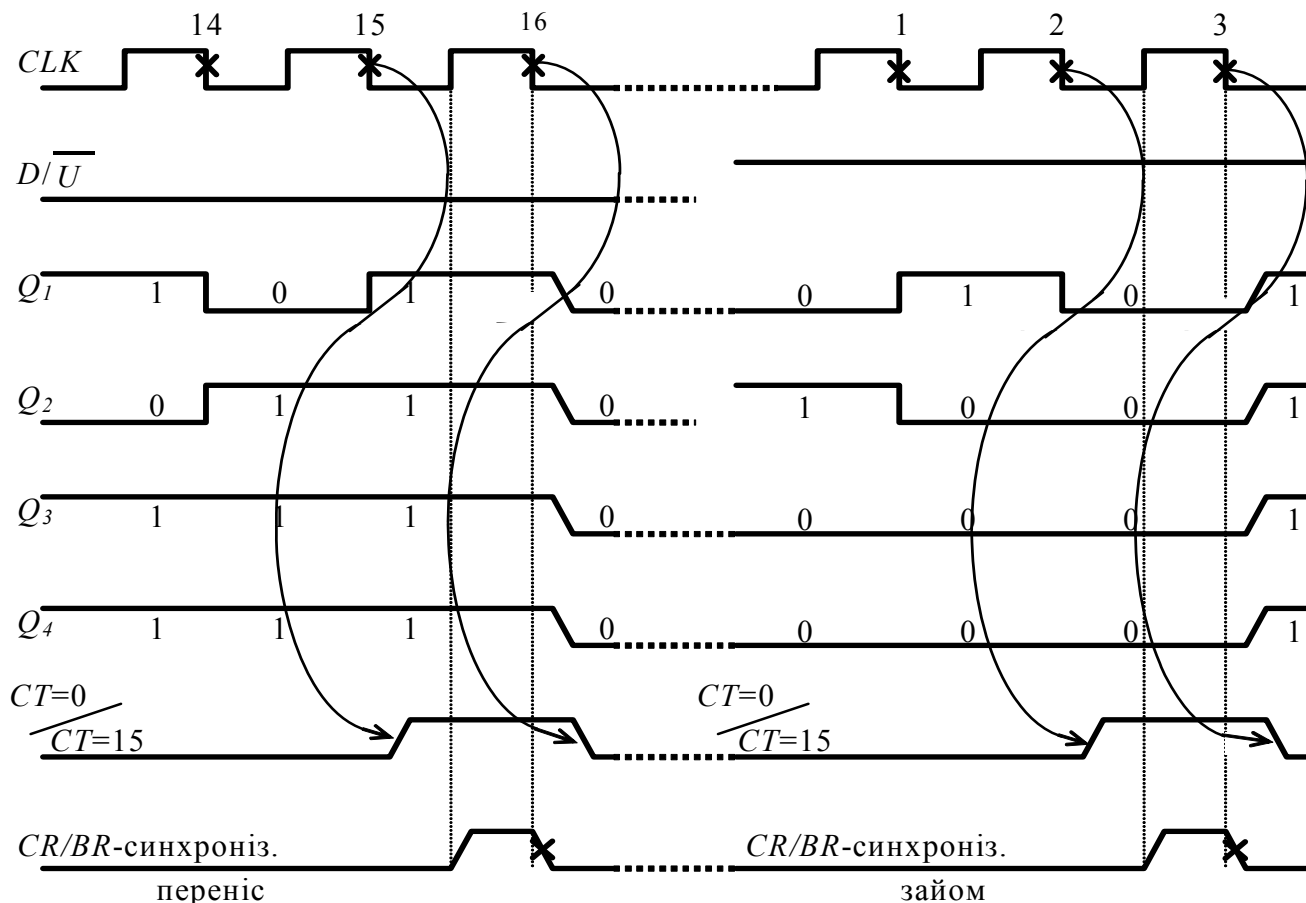 14 15 16 1 2 3
CLK
D/U̅
Q1 1 0 1 0 0 1 0 1
Q2 0 1 1 0 1 0 0 1
Q3 1 1 1 0 0 0 0 1
Q4 1 1 1 0 0 0 0 1
CT=0 CT=0
CT=15 CT=15
CR/BR-синхроніз. CR/BR-синхроніз.
переніс зайом